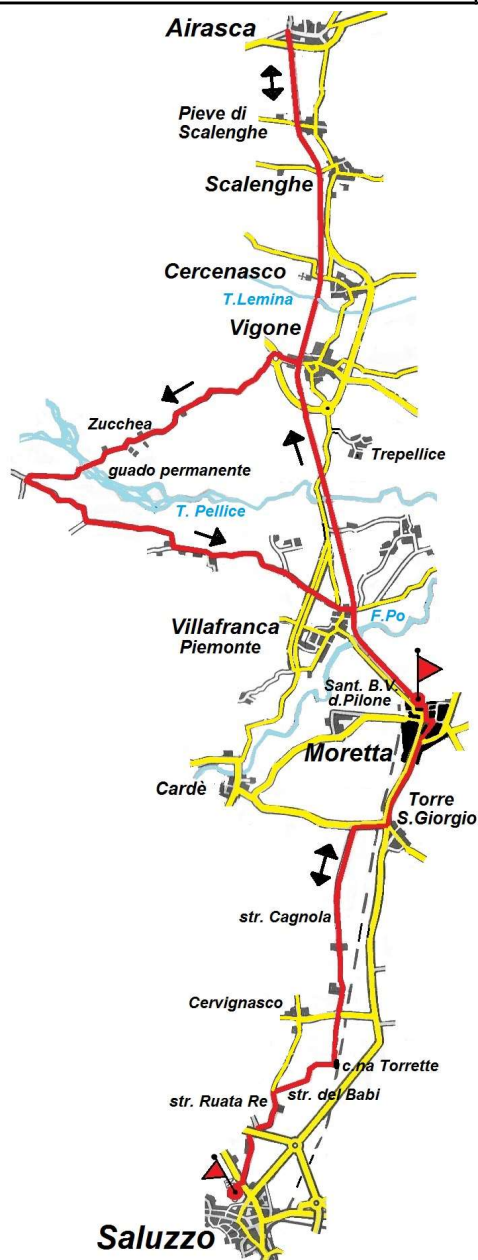 Airasca
Pieve di
Scalenghe
Scalenghe
Cercenasco
T.Lemina
Vigone
Zucchea
Trepellice
guado permanente
T. Pellice
F.Po
Villafranca
Piemonte
Sant. B.V.
d.Pilone
Moretta
Cardè
Torre
S.Giorgio
str. Cagnola
Cervignasco
c.na Torrette
str. del Babi
str. Ruata Re
Saluzzo